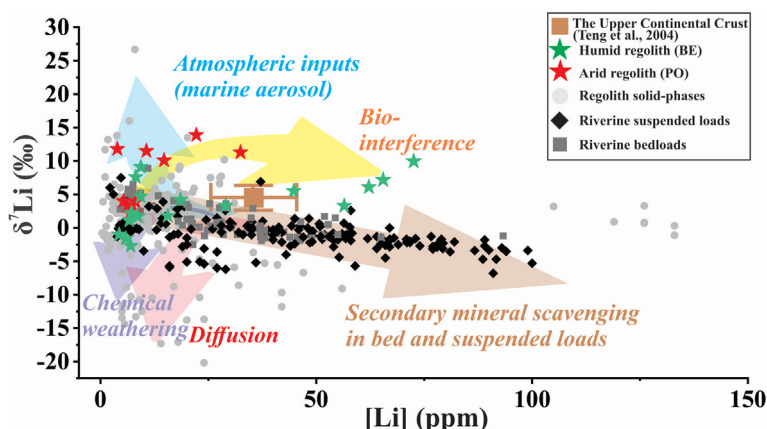 30
25
20
15
10
5
0
-5
-10
-15
-20
δ⁷Li (‰)
0
50
100
150
[Li] (ppm)
The Upper Continental Crust
(Teng et al., 2004)
Humid regolith (BE)
Arid regolith (PO)
Regolith solid-phases
Riverine suspended loads
Riverine bedloads
Atmospheric inputs
(marine aerosol)
Bio-
interference
Chemical
weathering
Diffusion
Secondary mineral scavenging
in bed and suspended loads